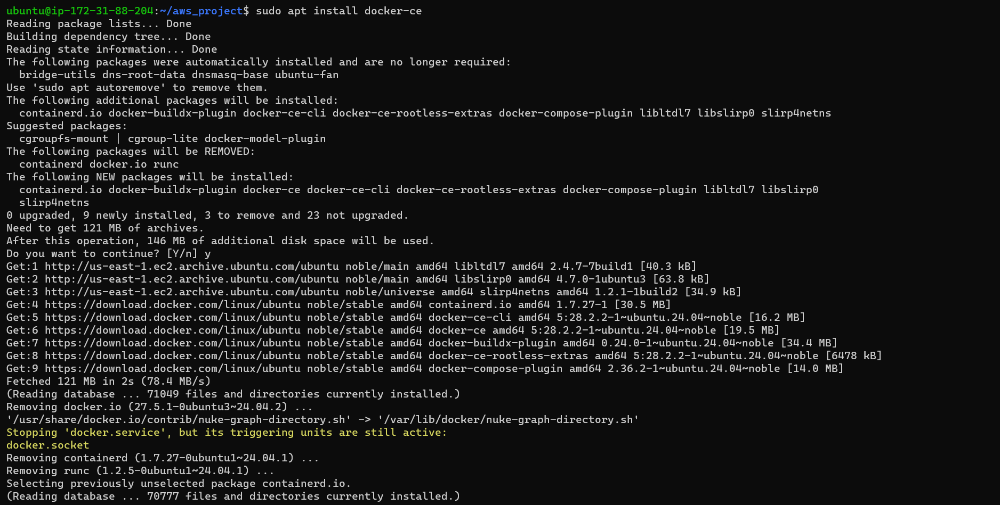 ubuntu@ip-172-31-88-204:~/aws_project$ sudo apt install docker-ce
Reading package lists... Done
Building dependency tree... Done
Reading state information... Done
The following packages were automatically installed and are no longer required:
  bridge-utils dns-root-data dnsmasq-base ubuntu-fan
Use 'sudo apt autoremove' to remove them.
The following additional packages will be installed:
  containerd.io docker-buildx-plugin docker-ce-cli docker-ce-rootless-extras docker-compose-plugin libltdl7 libslirp0 slirp4netns
Suggested packages:
  cgroupfs-mount | cgroup-lite docker-model-plugin
The following packages will be REMOVED:
  containerd docker.io runc
The following NEW packages will be installed:
  containerd.io docker-buildx-plugin docker-ce docker-ce-cli docker-ce-rootless-extras docker-compose-plugin libltdl7 libslirp0
  slirp4netns
0 upgraded, 9 newly installed, 3 to remove and 23 not upgraded.
Need to get 121 MB of archives.
After this operation, 146 MB of additional disk space will be used.
Do you want to continue? [Y/n] y
Get:1 http://us-east-1.ec2.archive.ubuntu.com/ubuntu noble/main amd64 libltdl7 amd64 2.4.7-7build1 [40.3 kB]
Get:2 http://us-east-1.ec2.archive.ubuntu.com/ubuntu noble/main amd64 libslirp0 amd64 4.7.0-1ubuntu3 [63.8 kB]
Get:3 http://us-east-1.ec2.archive.ubuntu.com/ubuntu noble/universe amd64 slirp4netns amd64 1.2.1-1build2 [34.9 kB]
Get:4 https://download.docker.com/linux/ubuntu noble/stable amd64 containerd.io amd64 1.7.27-1 [30.5 MB]
Get:5 https://download.docker.com/linux/ubuntu noble/stable amd64 docker-ce-cli amd64 5:28.2.2-1~ubuntu.24.04~noble [16.2 MB]
Get:6 https://download.docker.com/linux/ubuntu noble/stable amd64 docker-ce amd64 5:28.2.2-1~ubuntu.24.04~noble [19.5 MB]
Get:7 https://download.docker.com/linux/ubuntu noble/stable amd64 docker-buildx-plugin amd64 0.24.0-1~ubuntu.24.04~noble [34.4 MB]
Get:8 https://download.docker.com/linux/ubuntu noble/stable amd64 docker-ce-rootless-extras amd64 5:28.2.2-1~ubuntu.24.04~noble [6478 kB]
Get:9 https://download.docker.com/linux/ubuntu noble/stable amd64 docker-compose-plugin amd64 2.36.2-1~ubuntu.24.04~noble [14.0 MB]
Fetched 121 MB in 2s (78.4 MB/s)
(Reading database ... 71049 files and directories currently installed.)
Removing docker.io (27.5.1-0ubuntu3~24.04.2) ...
'/usr/share/docker.io/contrib/nuke-graph-directory.sh' -> '/var/lib/docker/nuke-graph-directory.sh'
Stopping 'docker.service', but its triggering units are still active:
docker.socket
Removing containerd (1.7.27-0ubuntu1~24.04.1) ...
Removing runc (1.2.5-0ubuntu1~24.04.1) ...
Selecting previously unselected package containerd.io.
(Reading database ... 70777 files and directories currently installed.)